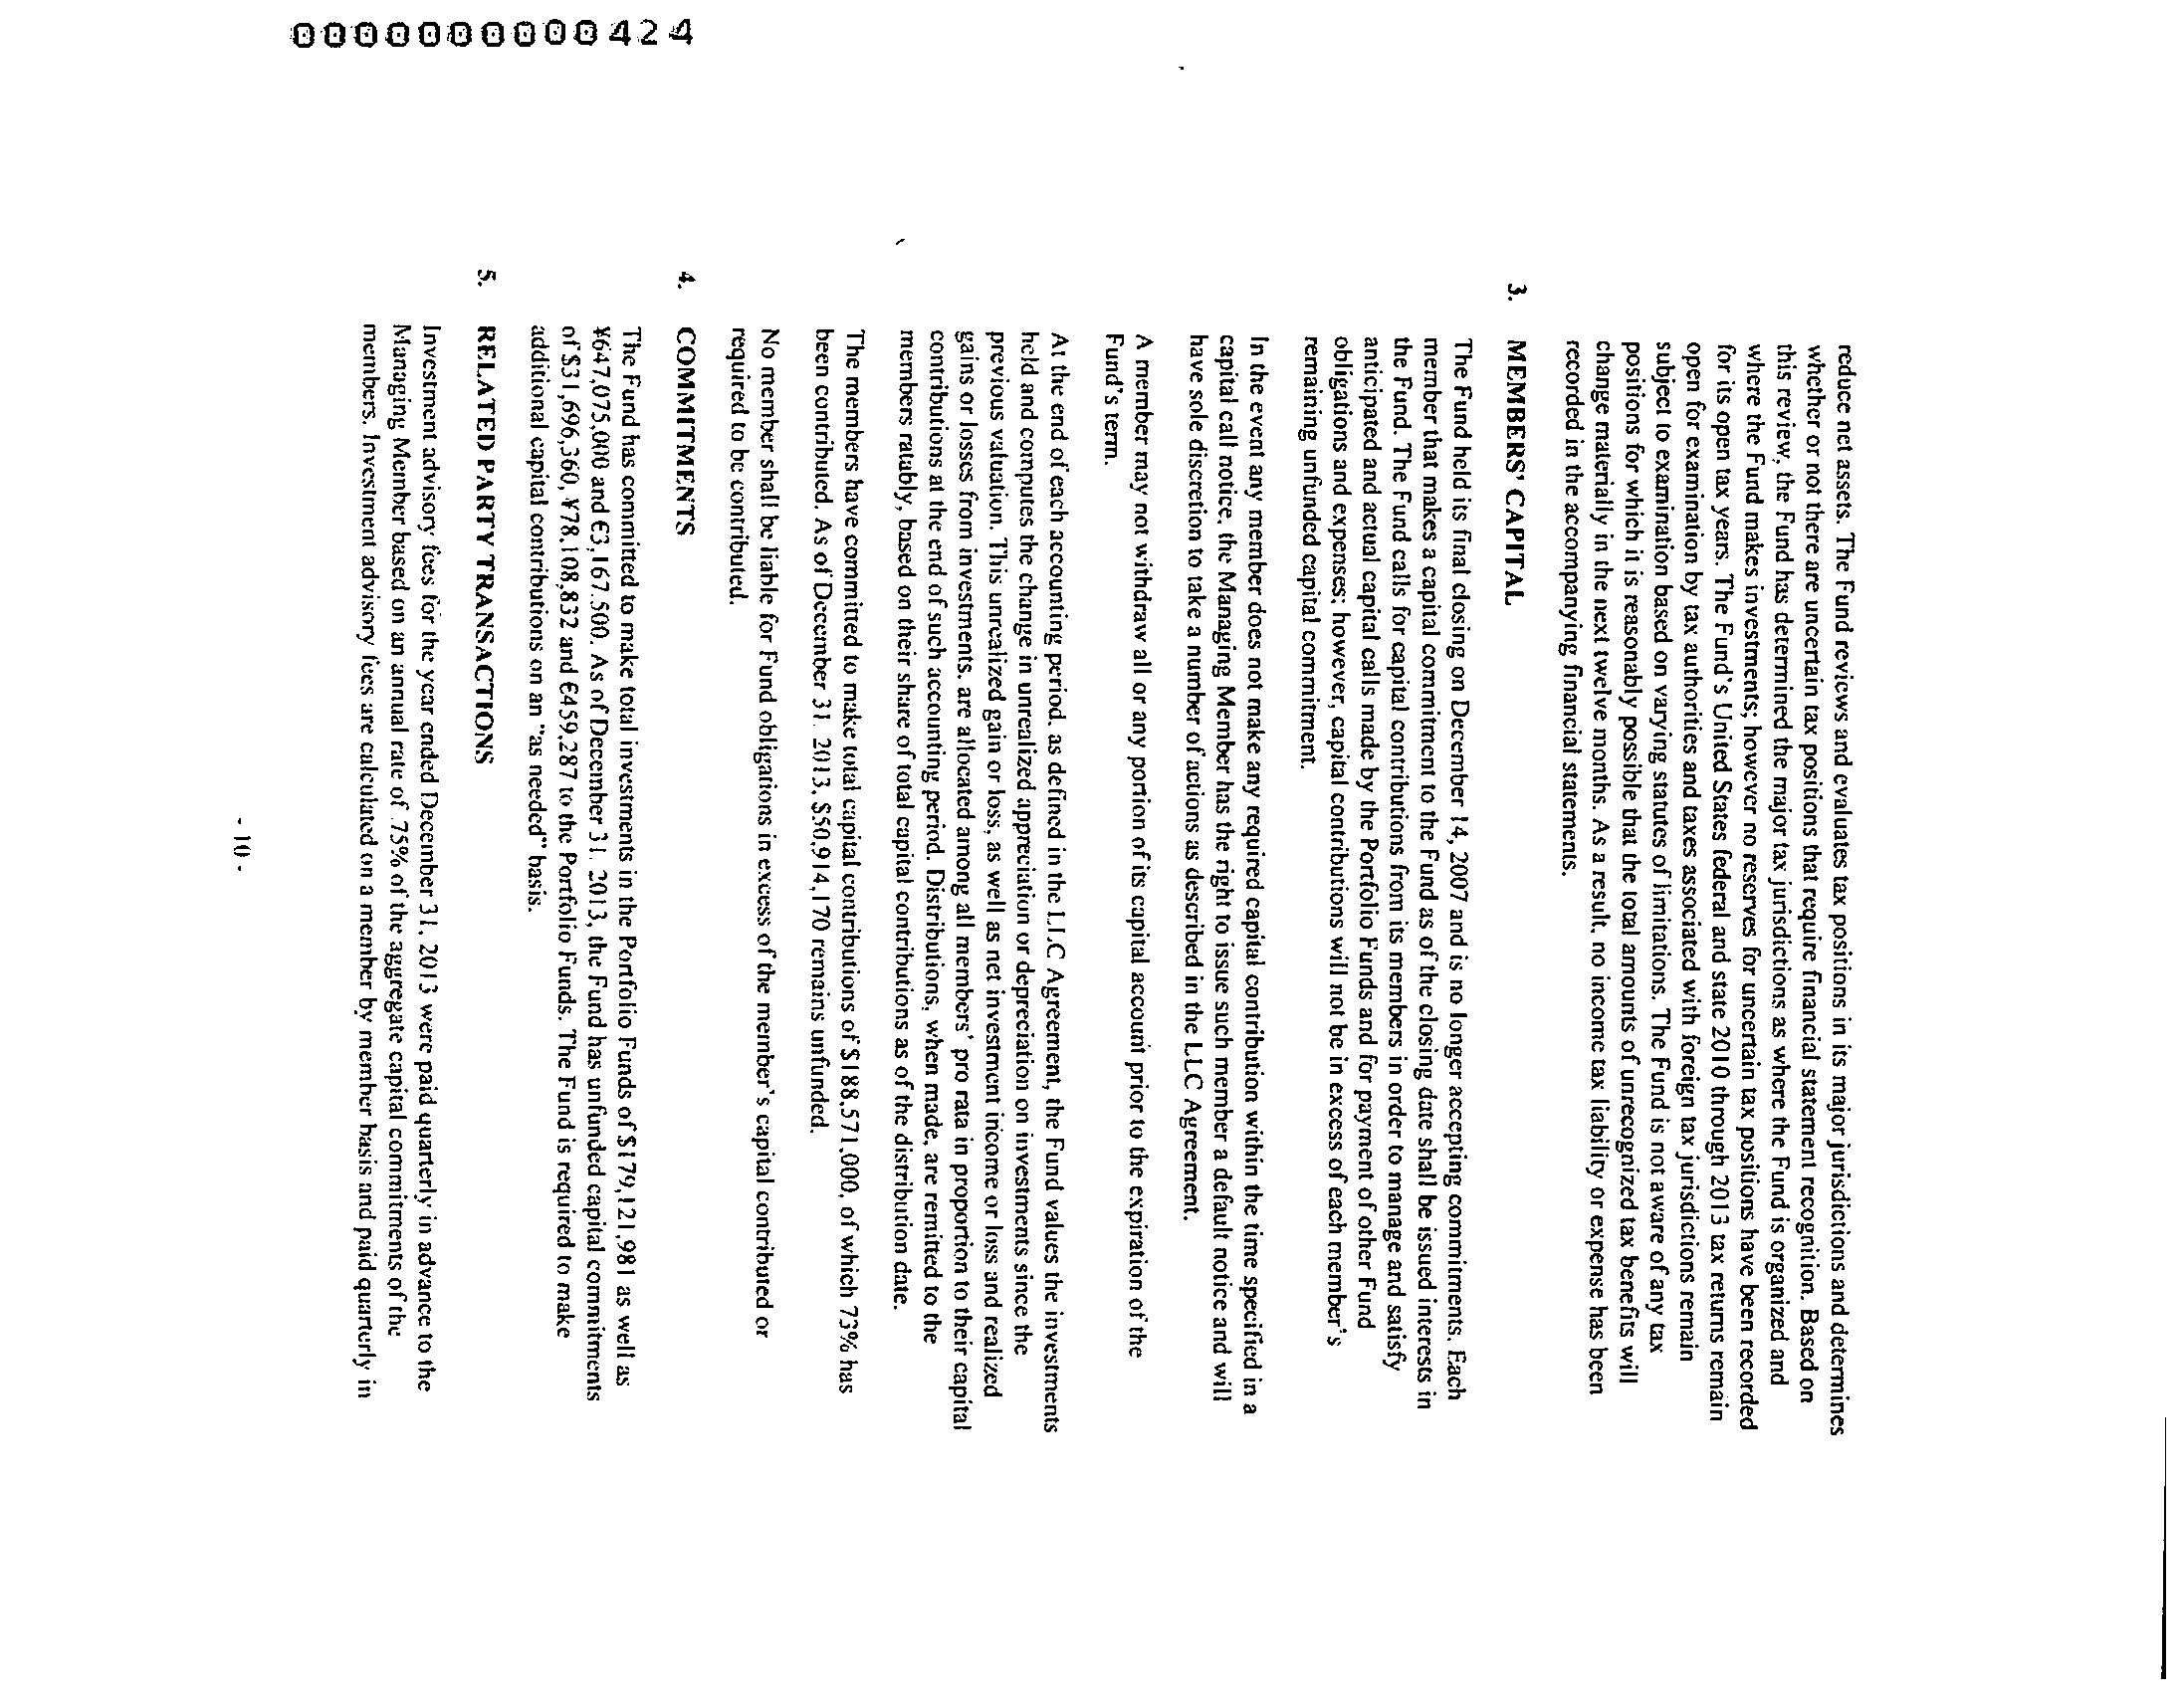 0000000000424
reduce net assets. The Fund reviews and evaluates tax positions in its major jurisdictions and determines
whether or not there are uncertain tax positions that require financial statement recognition. Based on
this review, the Fund has determined the major tax jurisdictions as where the Fund is organized and
where the Fund makes investments; however no reserves for uncertain tax positions have been recorded
for its open tax years. The Fund's United States federal and state 2010 through 2013 tax returns remain
open for examination by tax authorities and taxes associated with foreign tax jurisdictions remain
subject to examination based on varying statutes of limitations. The Fund is not aware of any tax
positions for which it is reasonably possible that the total amounts of unrecognized tax benefits will
change materially in the next twelve months. As a result, no income tax liability or expense has been
recorded in the accompanying financial statements.
3. MEMBERS' CAPITAL
The Fund held its final closing on December 14, 2007 and is no longer accepting commitments. Each
member that makes a capital commitment to the Fund as of the closing date shall be issued interests in
the Fund. The Fund calls for capital contributions from its members in order to manage and satisfy
anticipated and actual capital calls made by the Portfolio Funds and for payment of other Fund
obligations and expenses; however, capital contributions will not be in excess of each member's
remaining unfunded capital commitment.
In the event any member does not make any required capital contribution within the time specified in a
capital call notice, the Managing Member has the right to issue such member a default notice and will
have sole discretion to take a number of actions as described in the LLC Agreement.
A member may not withdraw all or any portion of its capital account prior to the expiration of the
Fund's term.
At the end of each accounting period, as defined in the LLC Agreement, the Fund values the investments
held and computes the change in unrealized appreciation or depreciation on investments since the
previous valuation. This unrealized gain or loss, as well as net investment income or loss and realized
gains or losses from investments, are allocated among all members' pro rata in proportion to their capital
contributions at the end of such accounting period. Distributions, when made, are remitted to the
members ratably, based on their share of total capital contributions as of the distribution date.
The members have committed to make total capital contributions of $188,571,000, of which 73% has
been contributed. As of December 31, 2013, $50,914,170 remains unfunded.
No member shall be liable for Fund obligations in excess of the member's capital contributed or
required to be contributed.
4. COMMITMENTS
The Fund has committed to make total investments in the Portfolio Funds of $179,121,981 as well as
¥647,075,000 and €3,167,500. As of December 31, 2013, the Fund has unfunded capital commitments
of $31,696,360, ¥78,108,832 and €459,287 to the Portfolio Funds. The Fund is required to make
additional capital contributions on an "as needed" basis.
5. RELATED PARTY TRANSACTIONS
Investment advisory fees for the year ended December 31, 2013 were paid quarterly in advance to the
Managing Member based on an annual rate of .75% of the aggregate capital commitments of the
members. Investment advisory fees are calculated on a member by member basis and paid quarterly in
- 10 -